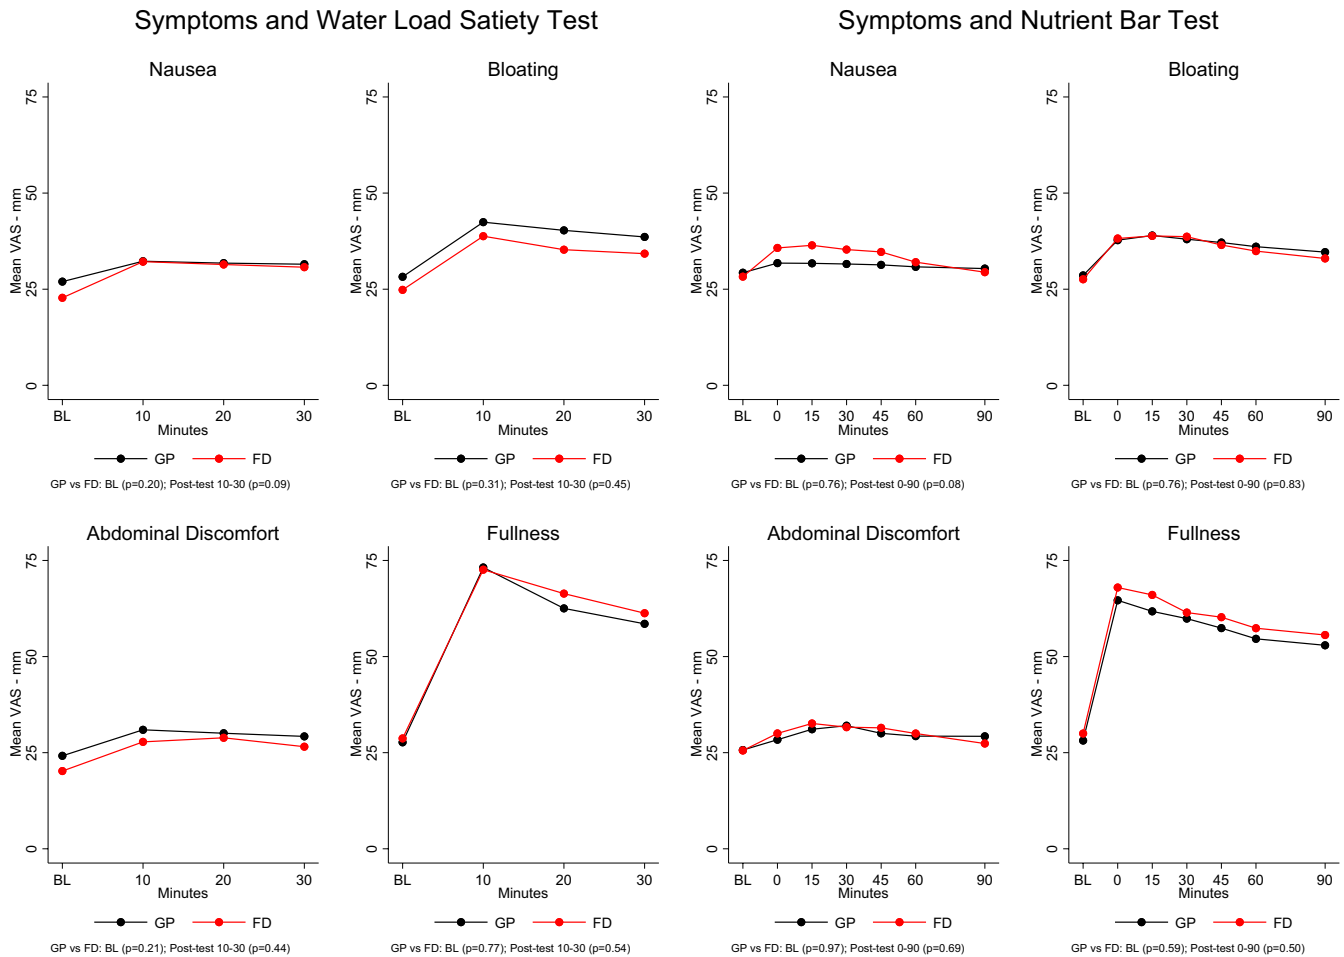 Symptoms and Water Load Satiety Test
Symptoms and Nutrient Bar Test
Nausea
Mean VAS - mm
75
50
25
0
BL 10 20 30
Minutes
GP FD
GP vs FD: BL (p=0.20); Post-test 10-30 (p=0.09)
Bloating
Mean VAS - mm
75
50
25
0
BL 10 20 30
Minutes
GP FD
GP vs FD: BL (p=0.31); Post-test 10-30 (p=0.45)
Nausea
Mean VAS - mm
75
50
25
0
BL 0 15 30 45 60 90
Minutes
GP FD
GP vs FD: BL (p=0.76); Post-test 0-90 (p=0.08)
Bloating
Mean VAS - mm
75
50
25
0
BL 0 15 30 45 60 90
Minutes
GP FD
GP vs FD: BL (p=0.76); Post-test 0-90 (p=0.83)
Abdominal Discomfort
Mean VAS - mm
75
50
25
0
BL 10 20 30
Minutes
GP FD
GP vs FD: BL (p=0.21); Post-test 10-30 (p=0.44)
Fullness
Mean VAS - mm
75
50
25
0
BL 10 20 30
Minutes
GP FD
GP vs FD: BL (p=0.77); Post-test 10-30 (p=0.54)
Abdominal Discomfort
Mean VAS - mm
75
50
25
0
BL 0 15 30 45 60 90
Minutes
GP FD
GP vs FD: BL (p=0.97); Post-test 0-90 (p=0.69)
Fullness
Mean VAS - mm
75
50
25
0
BL 0 15 30 45 60 90
Minutes
GP FD
GP vs FD: BL (p=0.59); Post-test 0-90 (p=0.50)